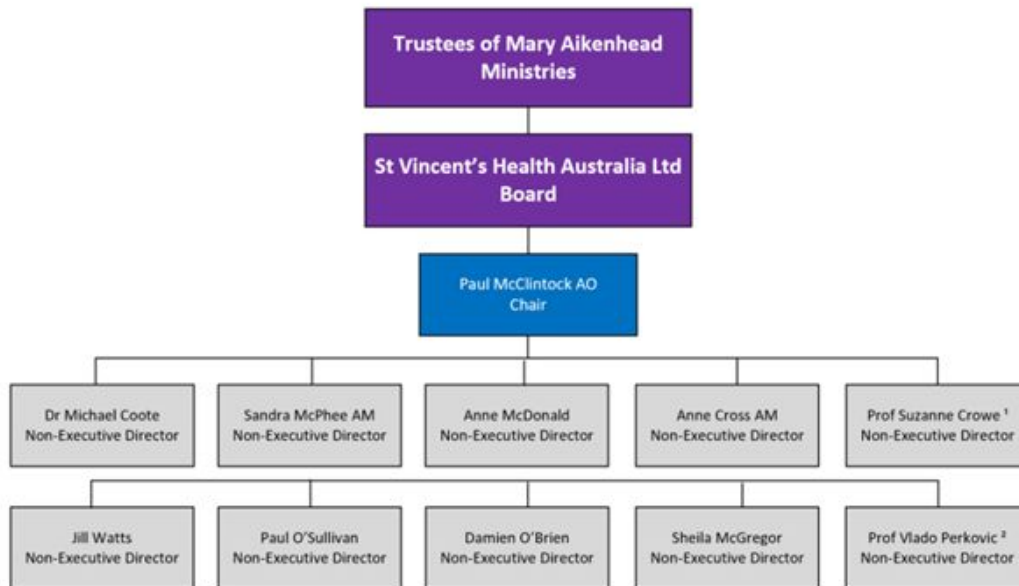 Trustees of Mary Aikenhead
Ministries
St Vincent’s Health Australia Ltd
Board
Paul McClintock AO
Chair
Dr Michael Coote
Non-Executive Director
Sandra McPhee AM
Non-Executive Director
Anne McDonald
Non-Executive Director
Anne Cross AM
Non-Executive Director
Prof Suzanne Crowe ¹
Non-Executive Director
Jill Watts
Non-Executive Director
Paul O’Sullivan
Non-Executive Director
Damien O’Brien
Non-Executive Director
Sheila McGregor
Non-Executive Director
Prof Vlado Perkovic ²
Non-Executive Director